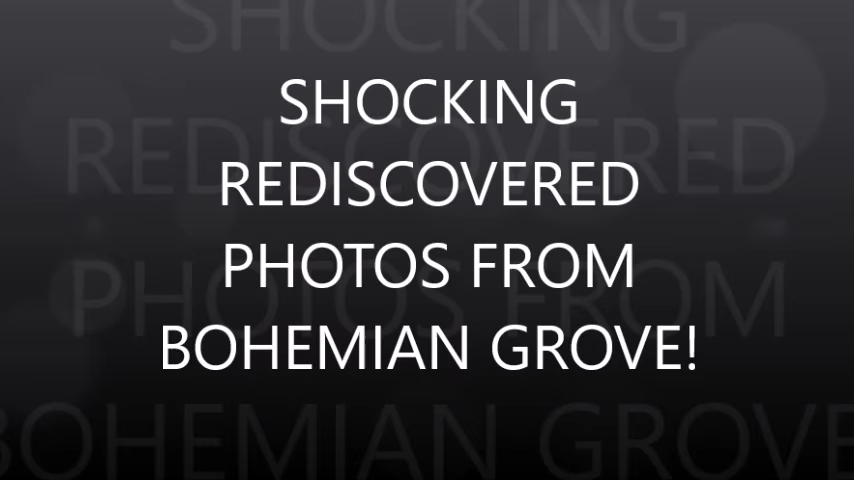 SHOCKING
REDISCOVERED
PHOTOS FROM
BOHEMIAN GROVE!